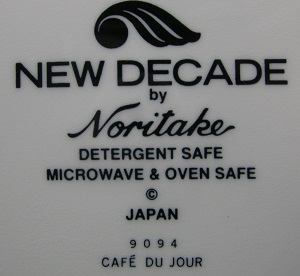 NEW DECADE
by
Noritake
DETERGENT SAFE
MICROWAVE & OVEN SAFE
©
JAPAN
9094
CAFÉ DU JOUR